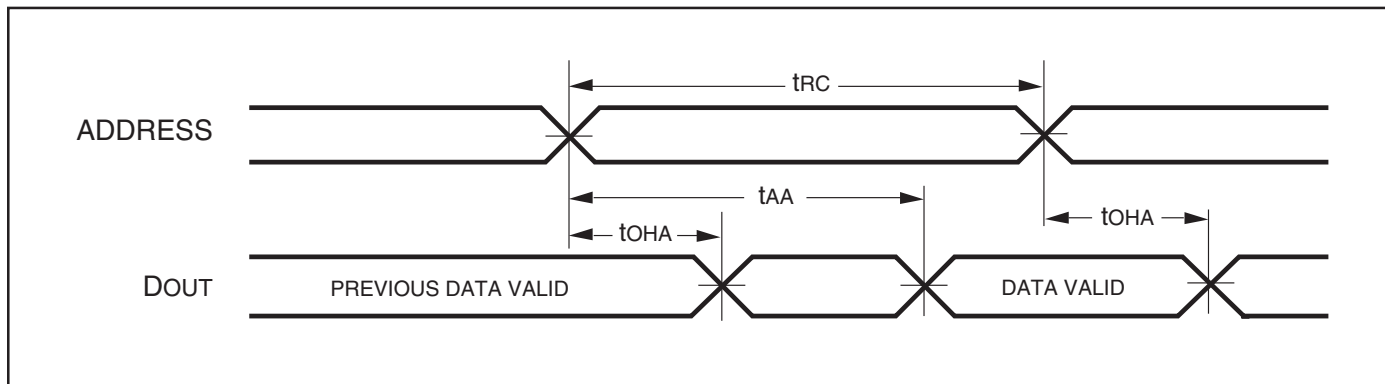 tRC
ADDRESS
tAA
tOHA
tOHA
DOUT
PREVIOUS DATA VALID
DATA VALID